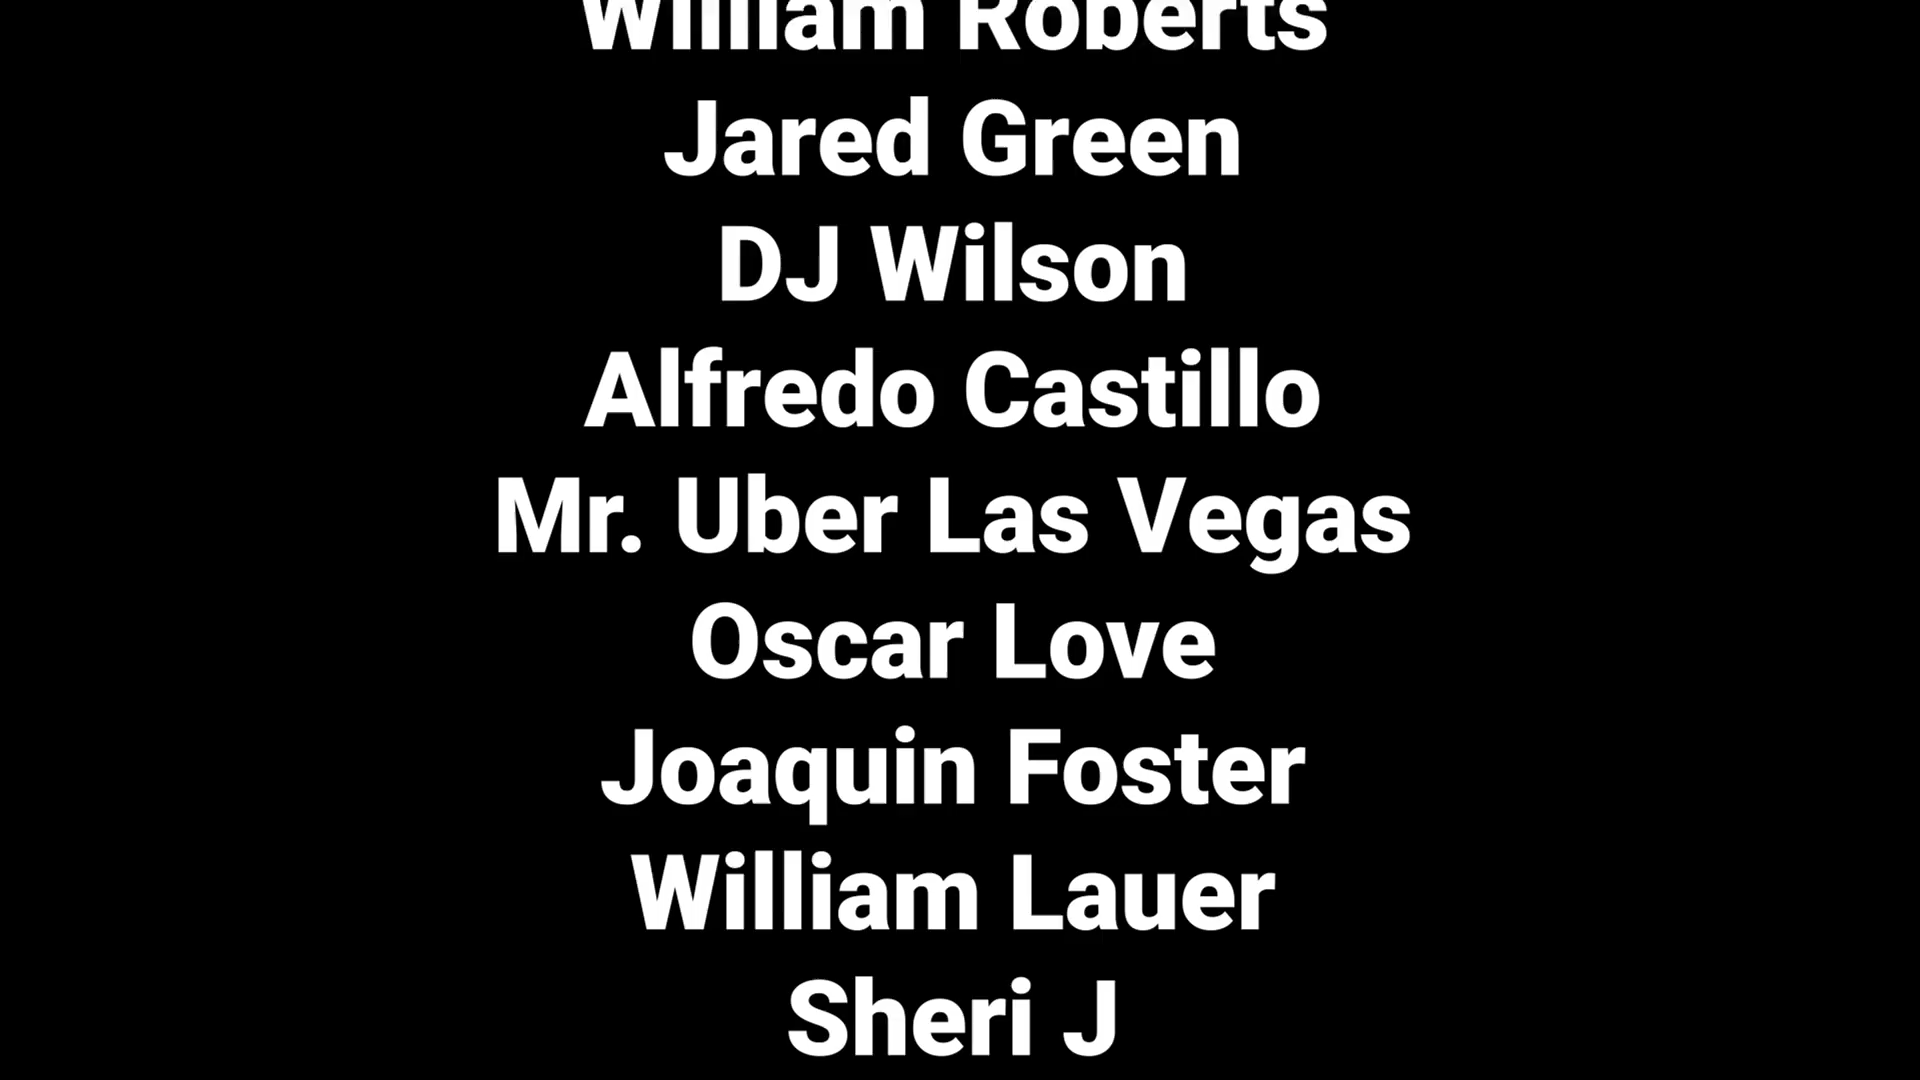 William Roberts
Jared Green
DJ Wilson
Alfredo Castillo
Mr. Uber Las Vegas
Oscar Love
Joaquin Foster
William Lauer
Sheri J